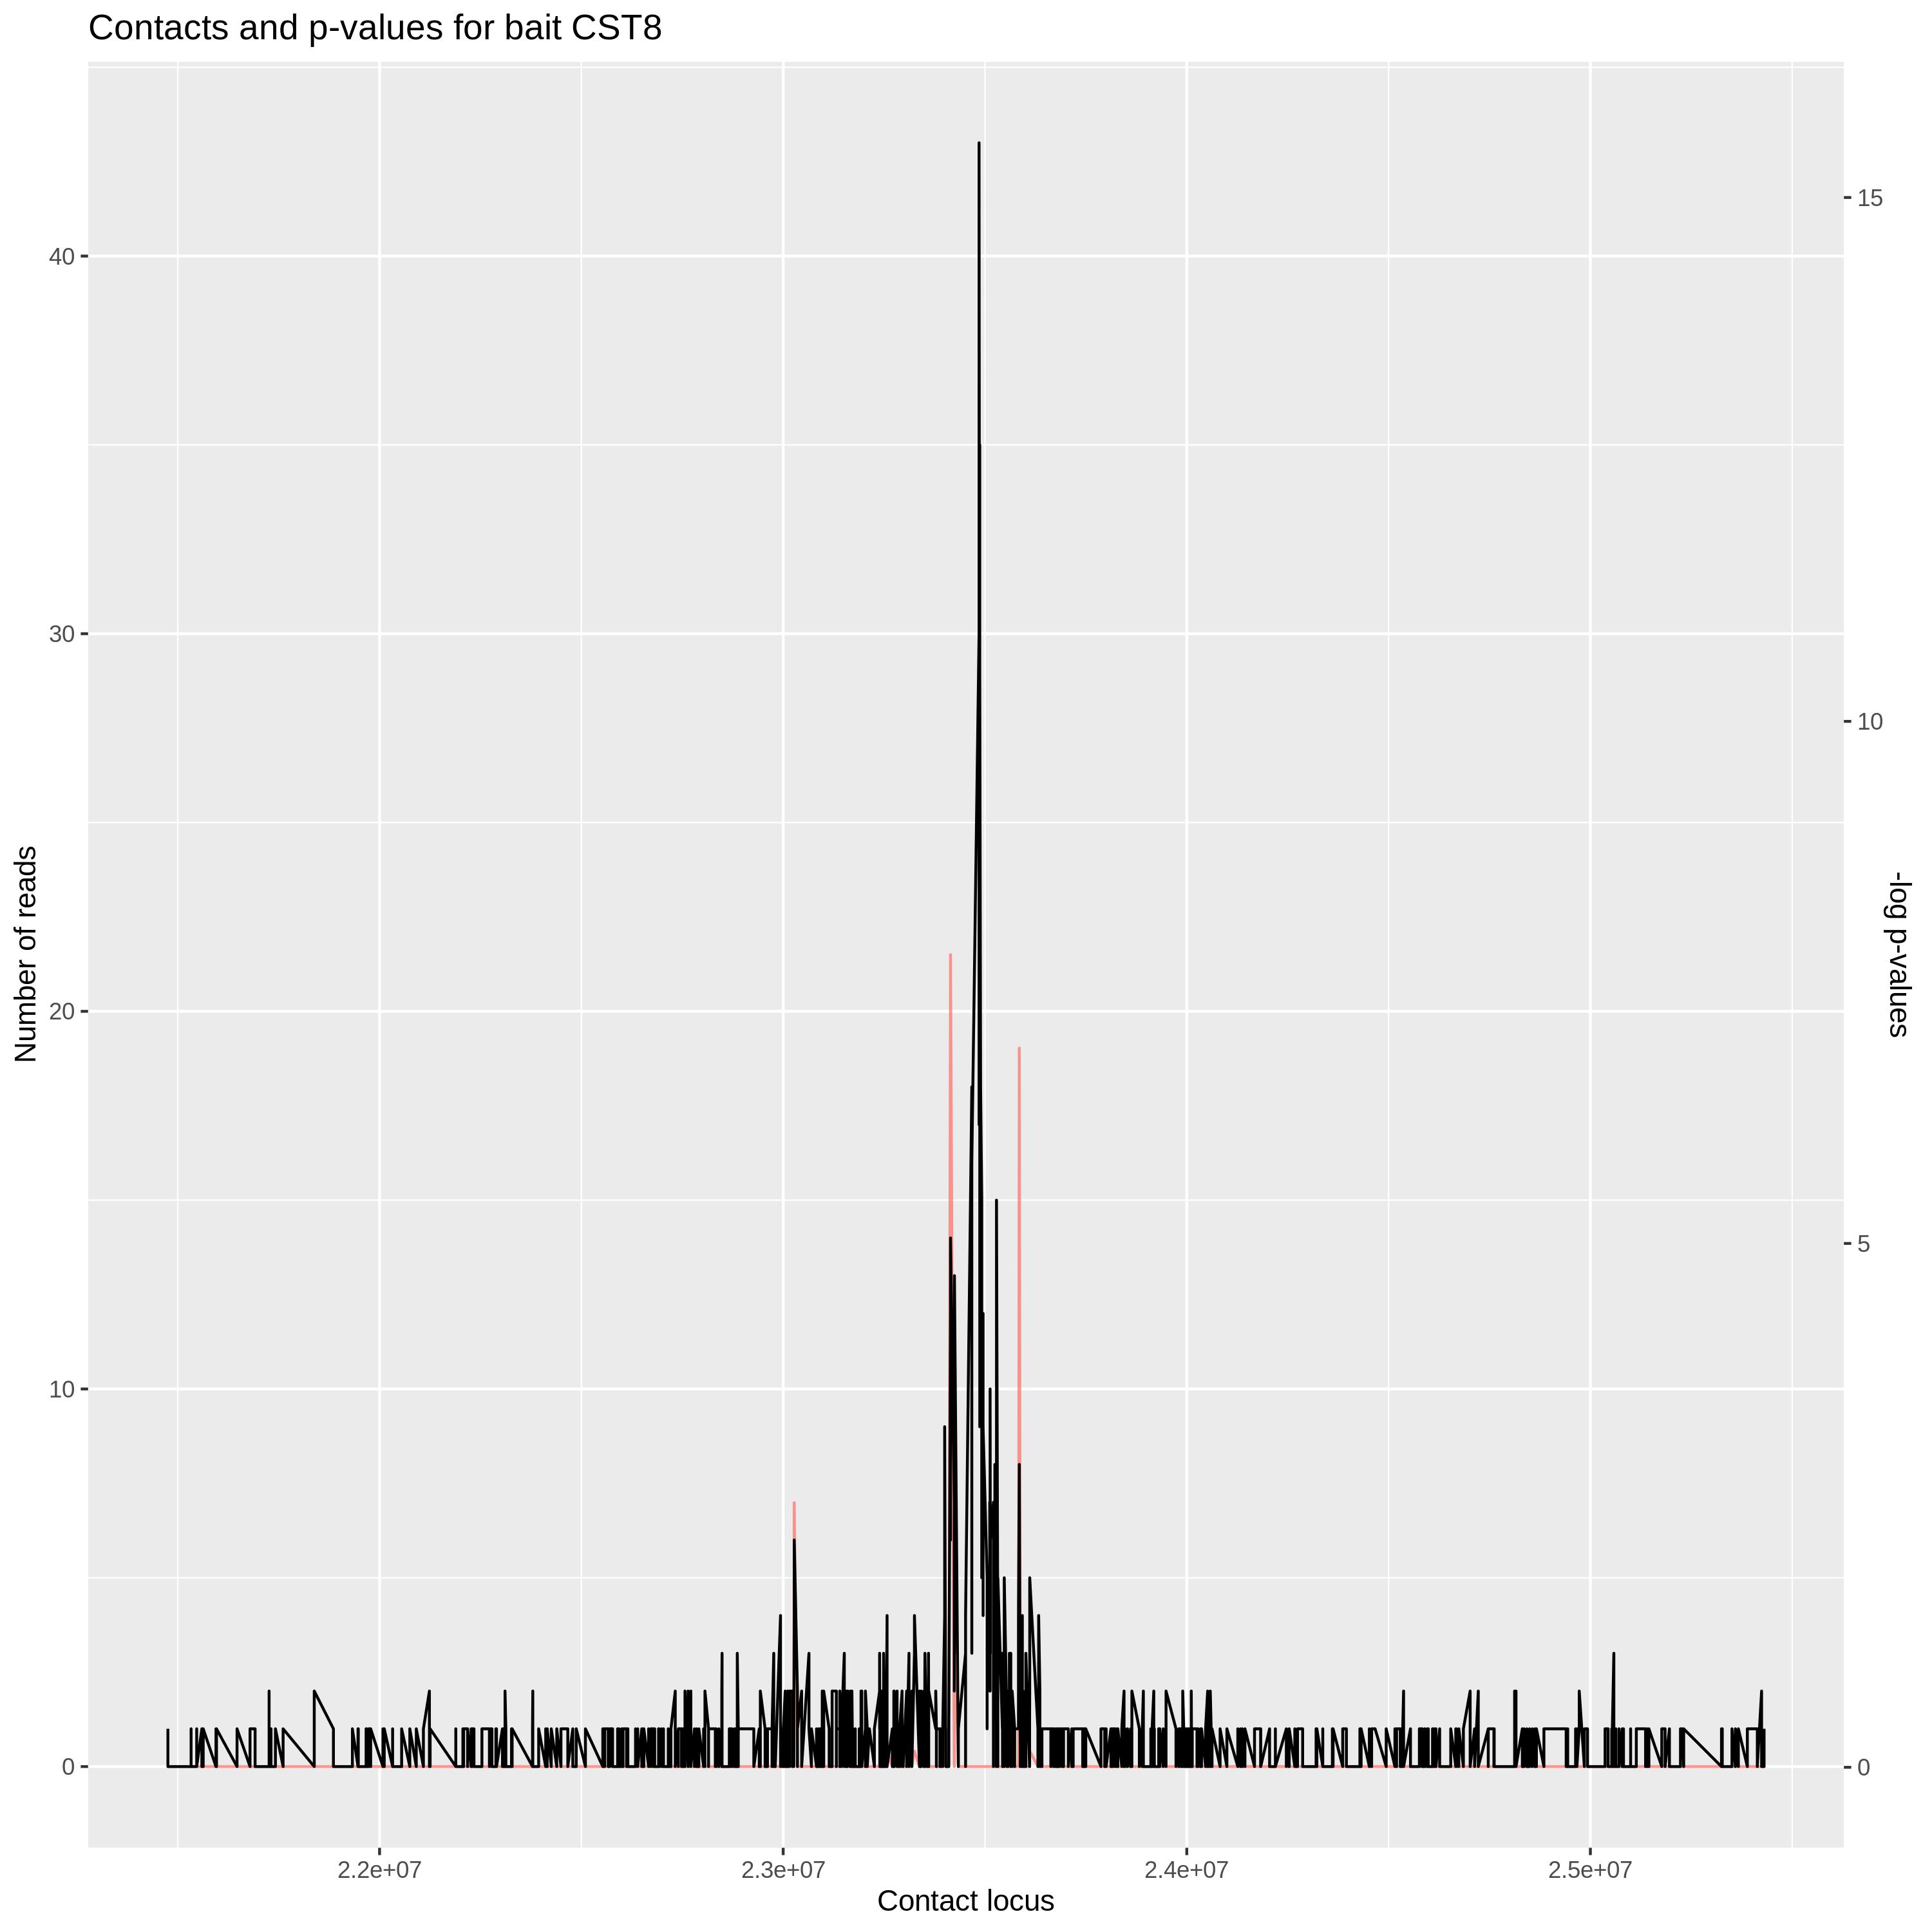 Contacts and p-values for bait CST8
40
30
20
10
0
Number of reads
15
10
5
0
-log p-values
2.2e+07 2.3e+07 2.4e+07 2.5e+07
Contact locus